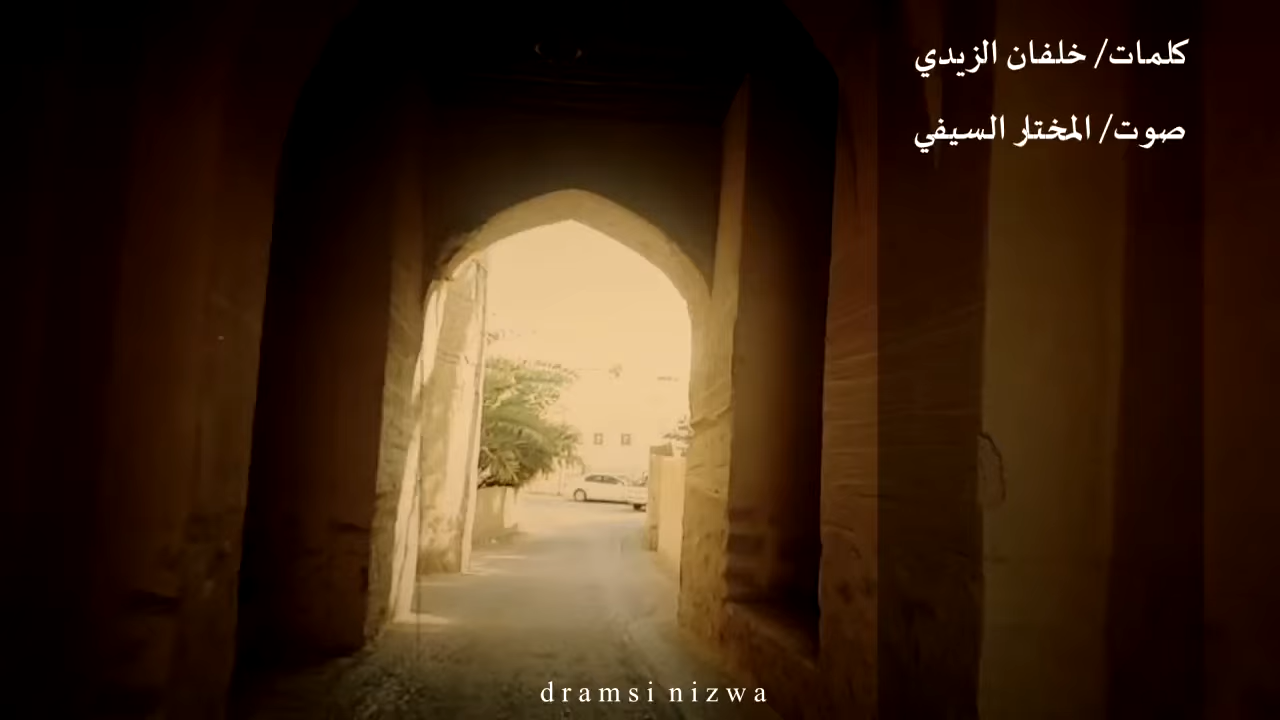 كلمات/ خلفان الزيدي
صوت/ المختار السيفي
dramsi nizwa